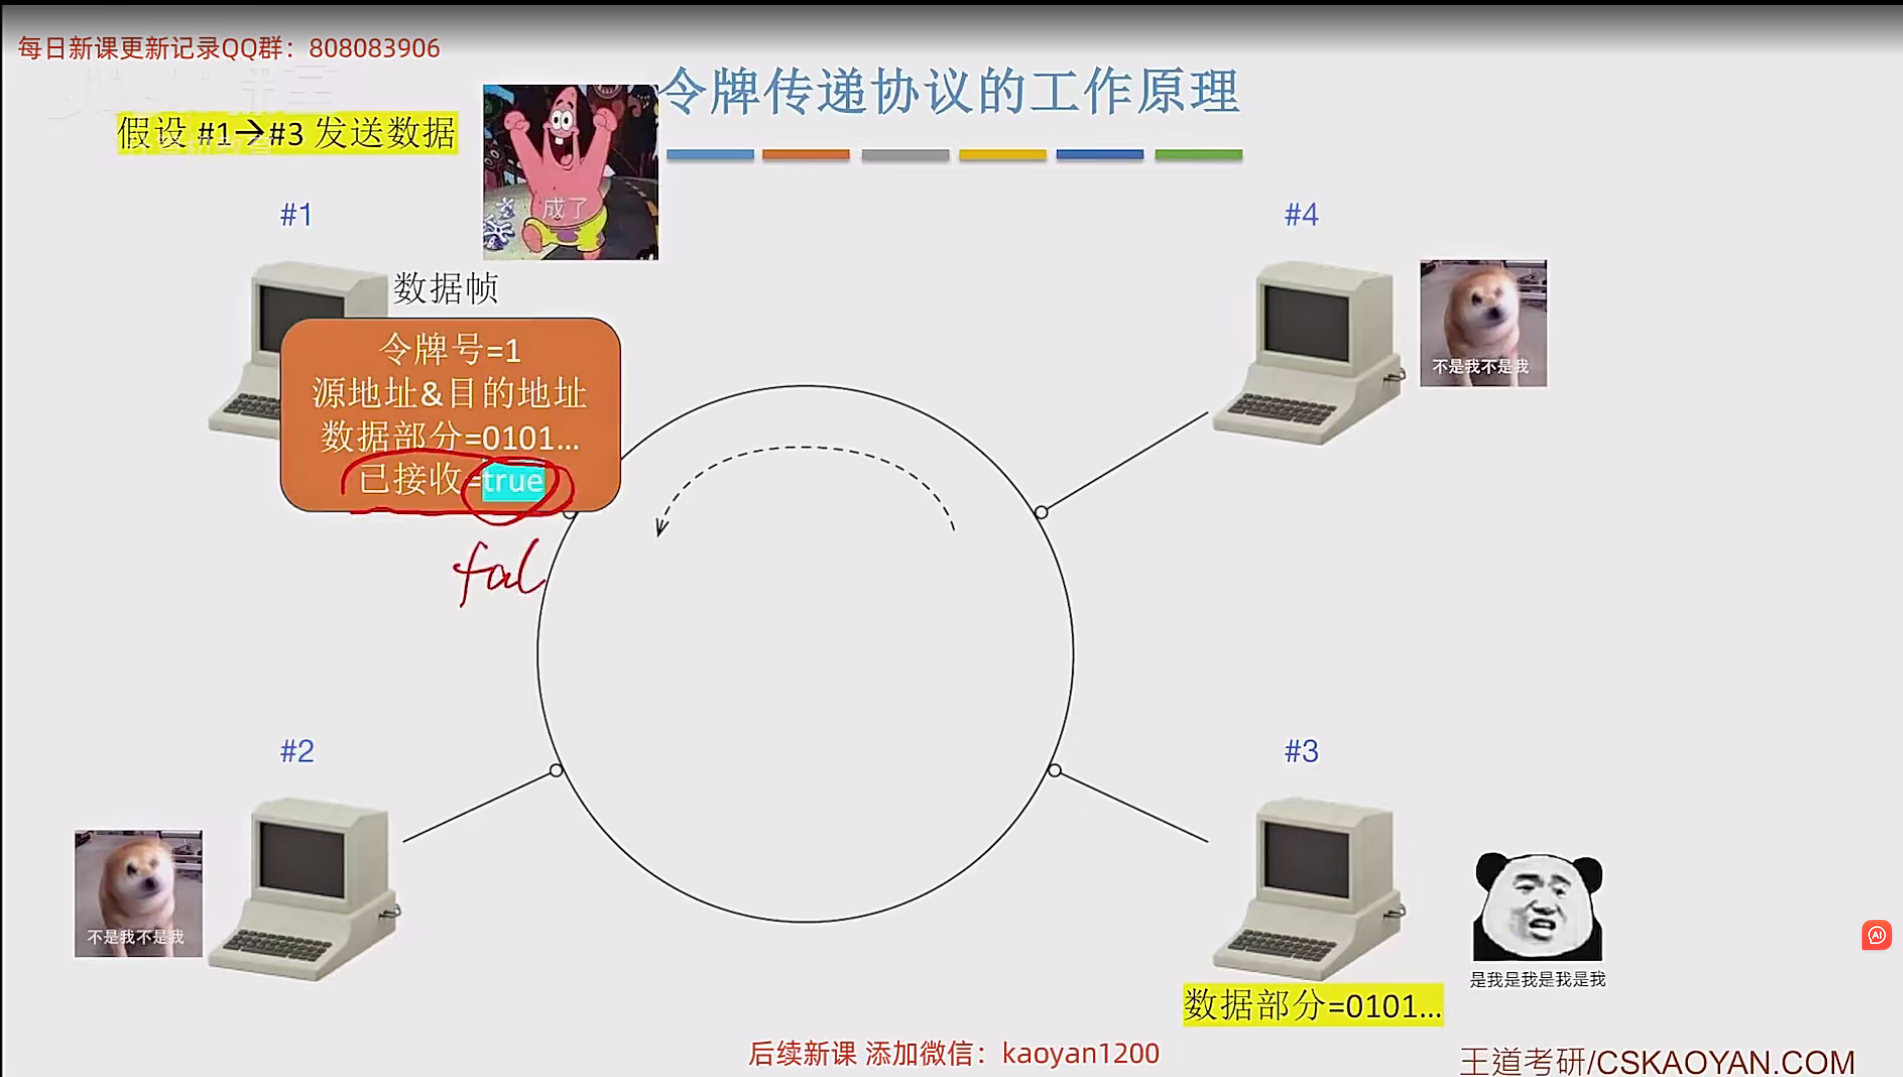 每日新课更新记录QQ群：808083906
令牌传递协议的工作原理
假设 #1→#3 发送数据
成了
#1
#4
数据帧
令牌号=1
源地址&目的地址
数据部分=0101...
已接收=true
fal
不是我不是我
#2
#3
不是我不是我
是我是我是我是我
数据部分=0101...
后续新课 添加微信：kaoyan1200
王道考研/CSKAOYAN.COM
AI